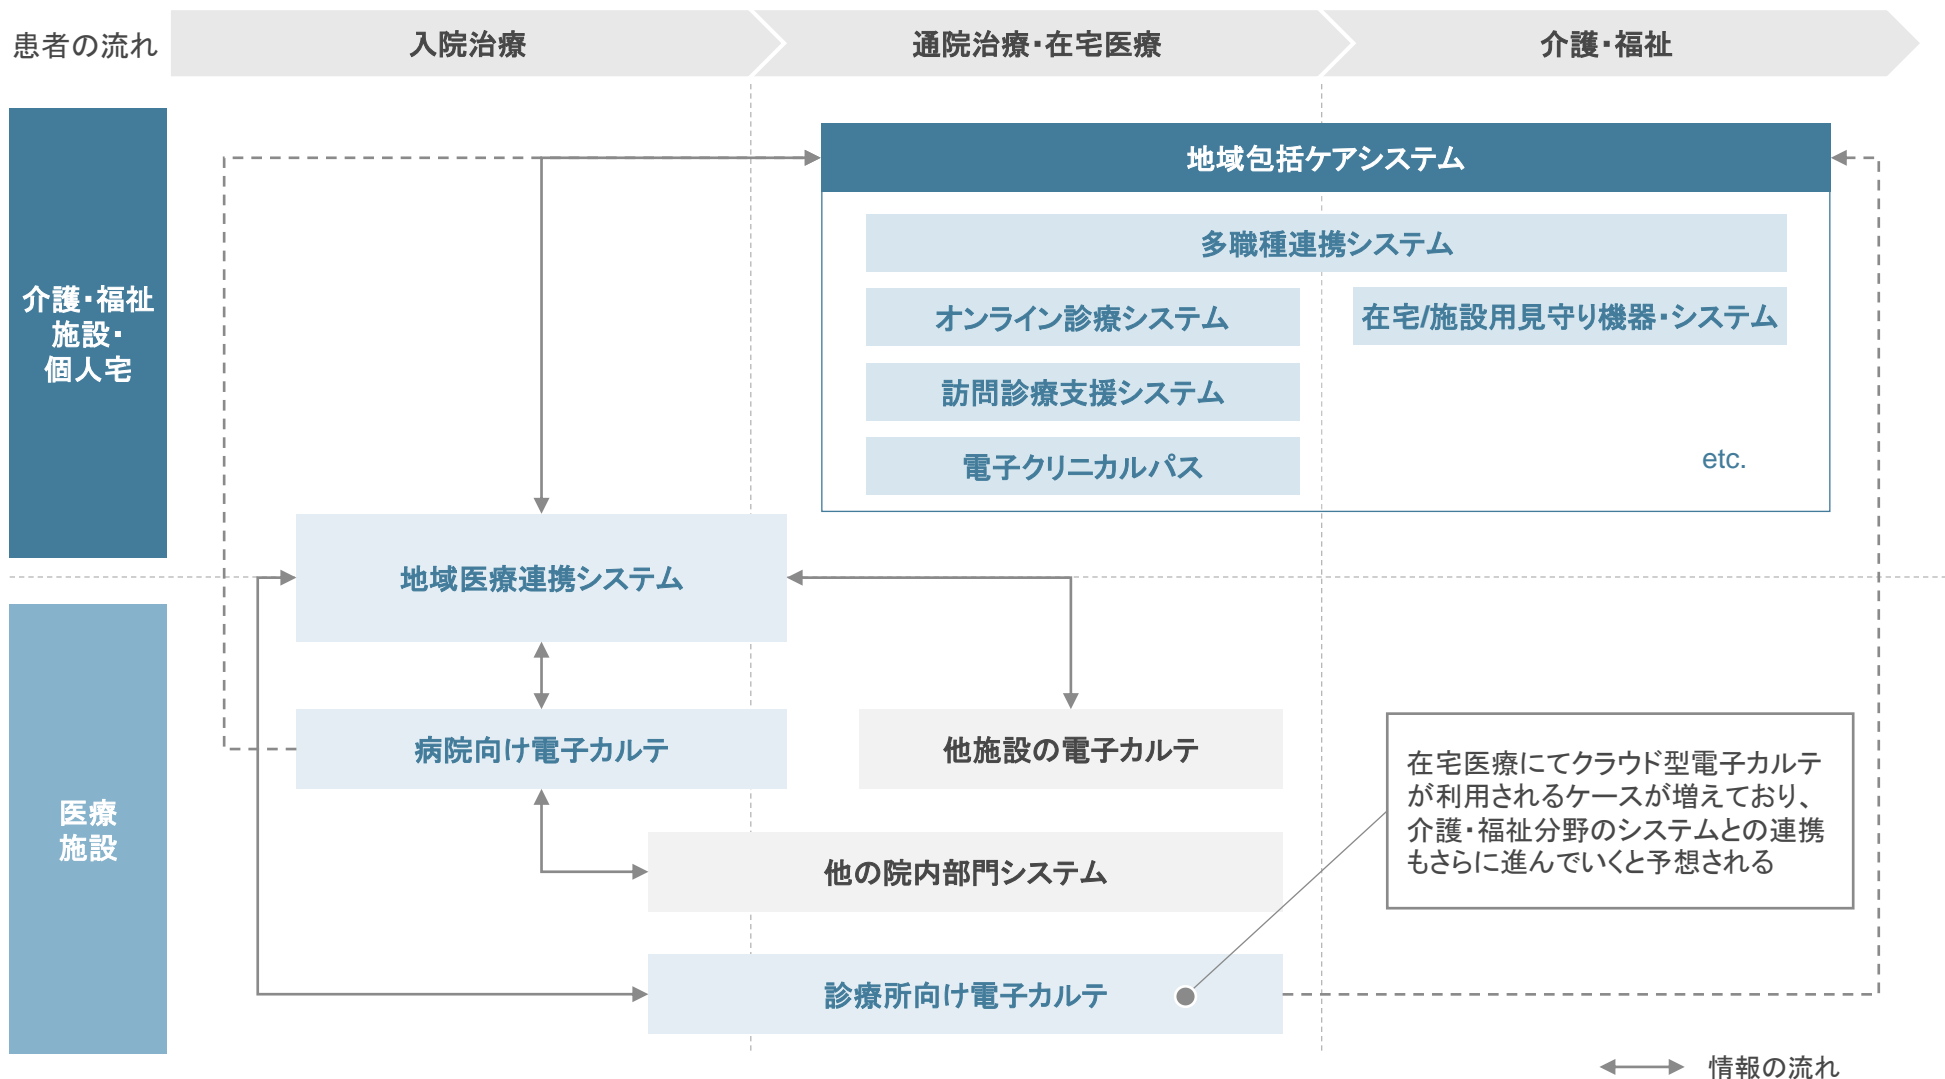 患者の流れ
入院治療
通院治療・在宅医療
介護・福祉
介護・福祉
施設・
個人宅
地域包括ケアシステム
多職種連携システム
オンライン診療システム
在宅/施設用見守り機器・システム
訪問診療支援システム
電子クリニカルパス
etc.
地域医療連携システム
医療
施設
病院向け電子カルテ
他施設の電子カルテ
在宅医療にてクラウド型電子カルテ
が利用されるケースが増えており、
介護・福祉分野のシステムとの連携
もさらに進んでいくと予想される
他の院内部門システム
診療所向け電子カルテ
情報の流れ